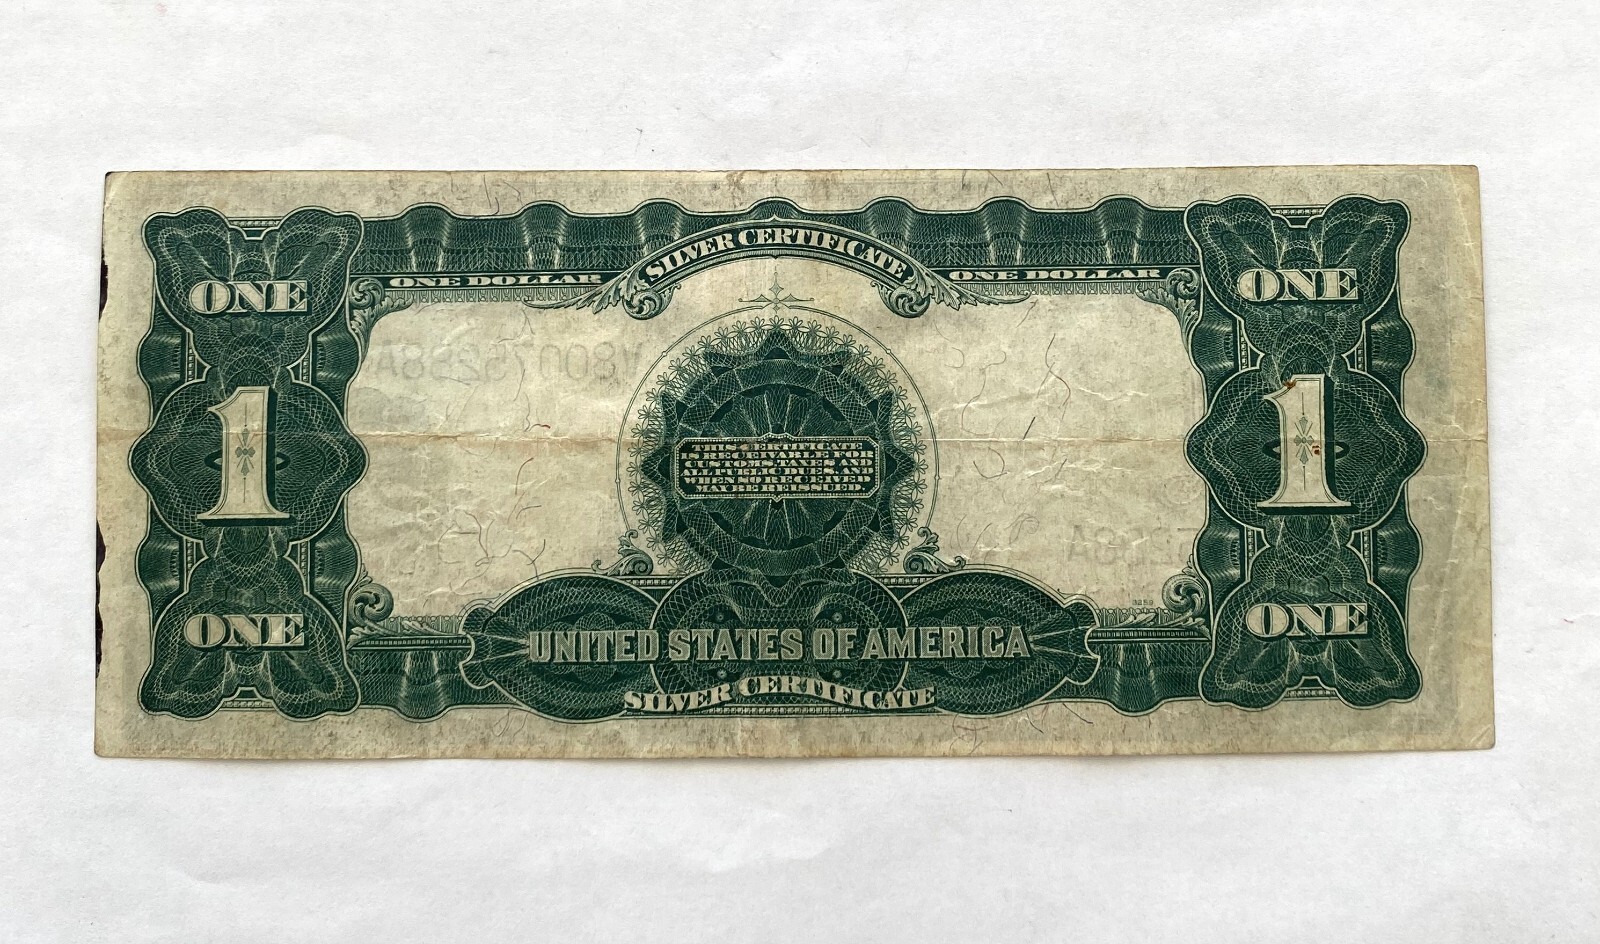 SILVER CERTIFICATE
ONE DOLLAR ONE DOLLAR
ONE ONE
1 1
THIS CERTIFICATE
IS RECEIVABLE FOR
CUSTOMS, TAXES AND
ALL PUBLIC DUES, AND
WHEN SO RECEIVED
MAY BE REISSUED.
3259
ONE ONE
UNITED STATES OF AMERICA
SILVER CERTIFICATE